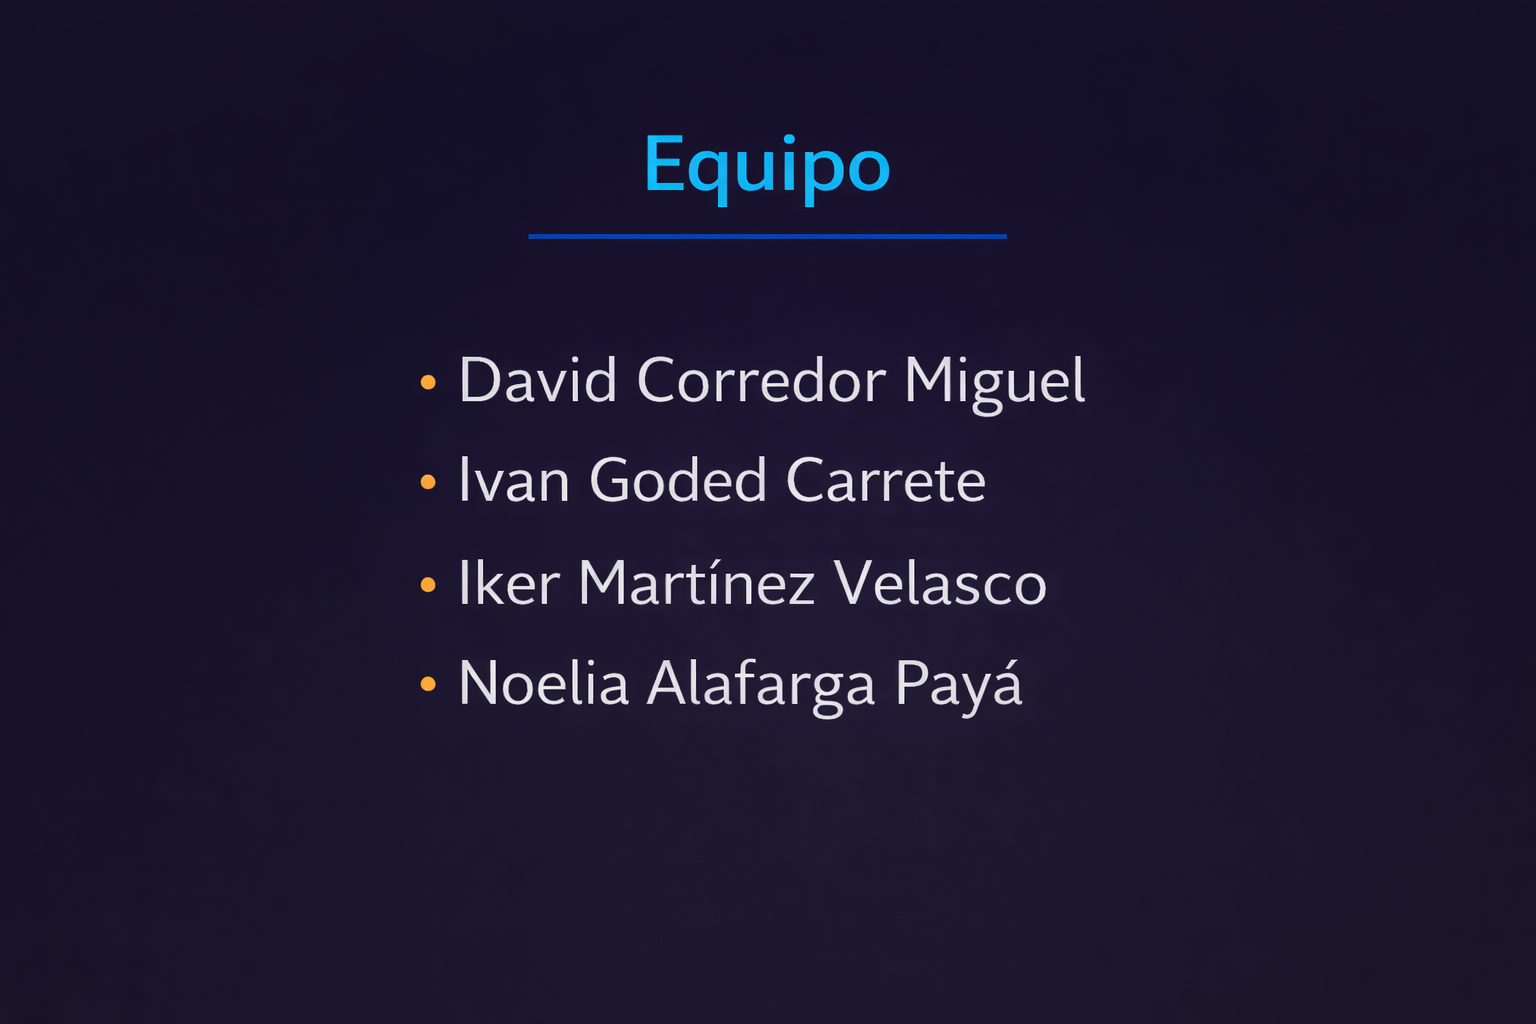 Equipo
• David Corredor Miguel
• Ivan Goded Carrete
• Iker Martínez Velasco
• Noelia Alafarga Payá